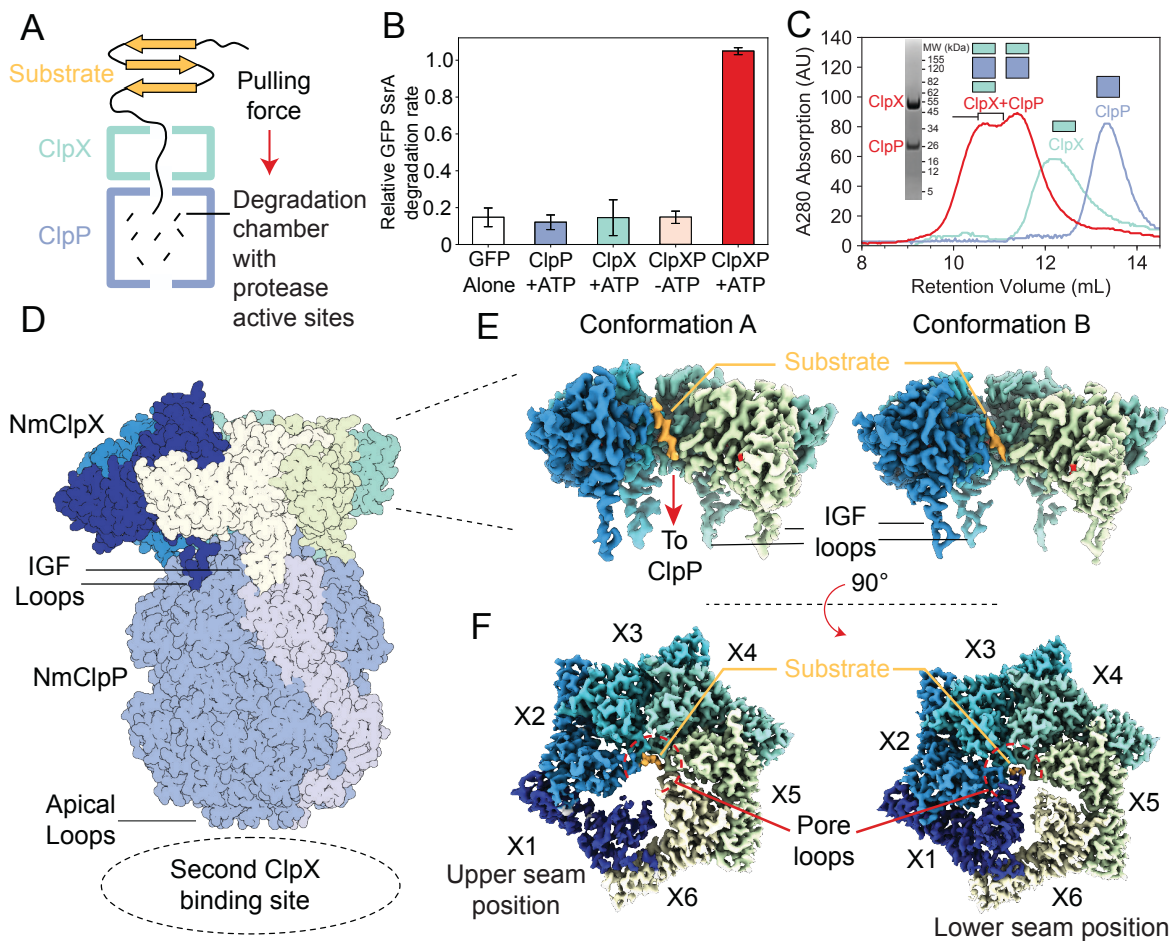 A
Substrate
ClpX
ClpP
Pulling
force
Degradation
chamber
with
protease
active sites
B
Relative GFP SsrA
degradation rate
1.0
0.8
0.6
0.4
0.2
0
GFP
Alone
ClpP
+ATP
ClpX
+ATP
ClpXP
-ATP
ClpXP
+ATP
C
A280 Absorption (AU)
140
120
100
80
60
40
20
0
8
10
12
14
Retention Volume (mL)
MW (kDa)
155
120
82
62
55
45
34
26
16
12
5
ClpX
ClpP
ClpX+ClpP
ClpX
ClpP
D
NmClpX
IGF
Loops
NmClpP
Apical
Loops
Second ClpX
binding site
E
Conformation A
Conformation B
Substrate
To
ClpP
IGF
loops
90°
F
Substrate
X3
X4
X2
X5
X1
X6
Upper seam
position
Pore
loops
X3
X4
X2
X5
X1
X6
Lower seam position